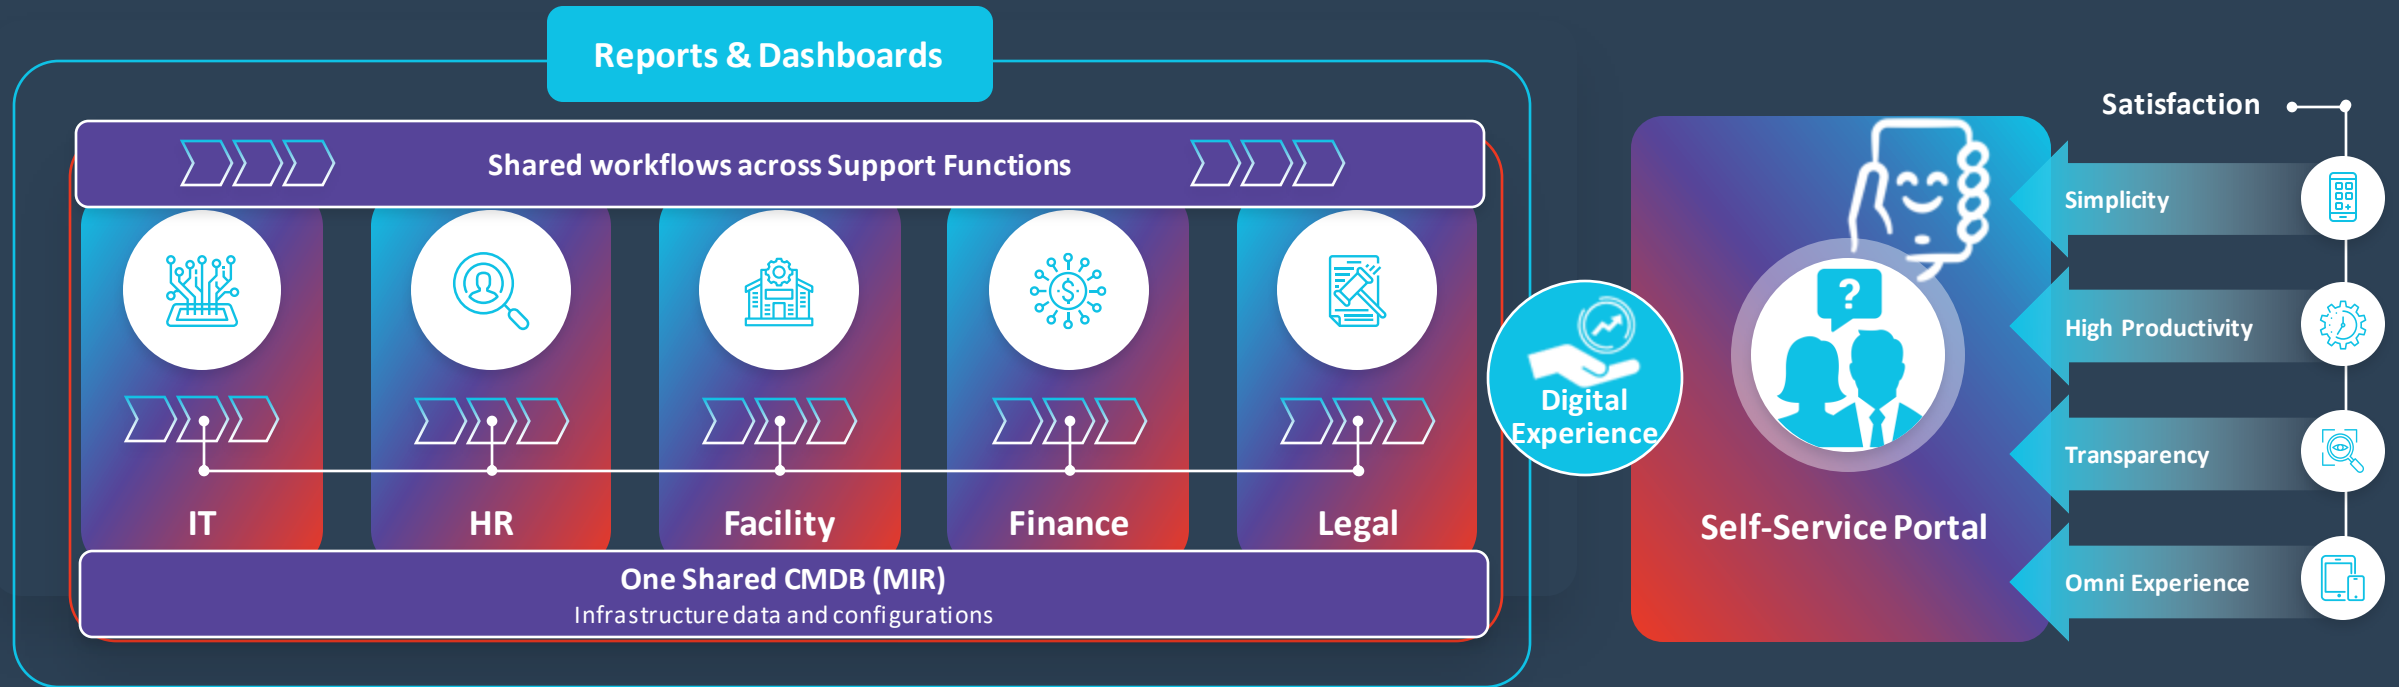 Reports & Dashboards
Shared workflows across Support Functions
IT
HR
Facility
Finance
Legal
One Shared CMDB (MIR)
Infrastructure data and configurations
Digital
Experience
?
Self-Service Portal
Satisfaction
Simplicity
High Productivity
Transparency
Omni Experience